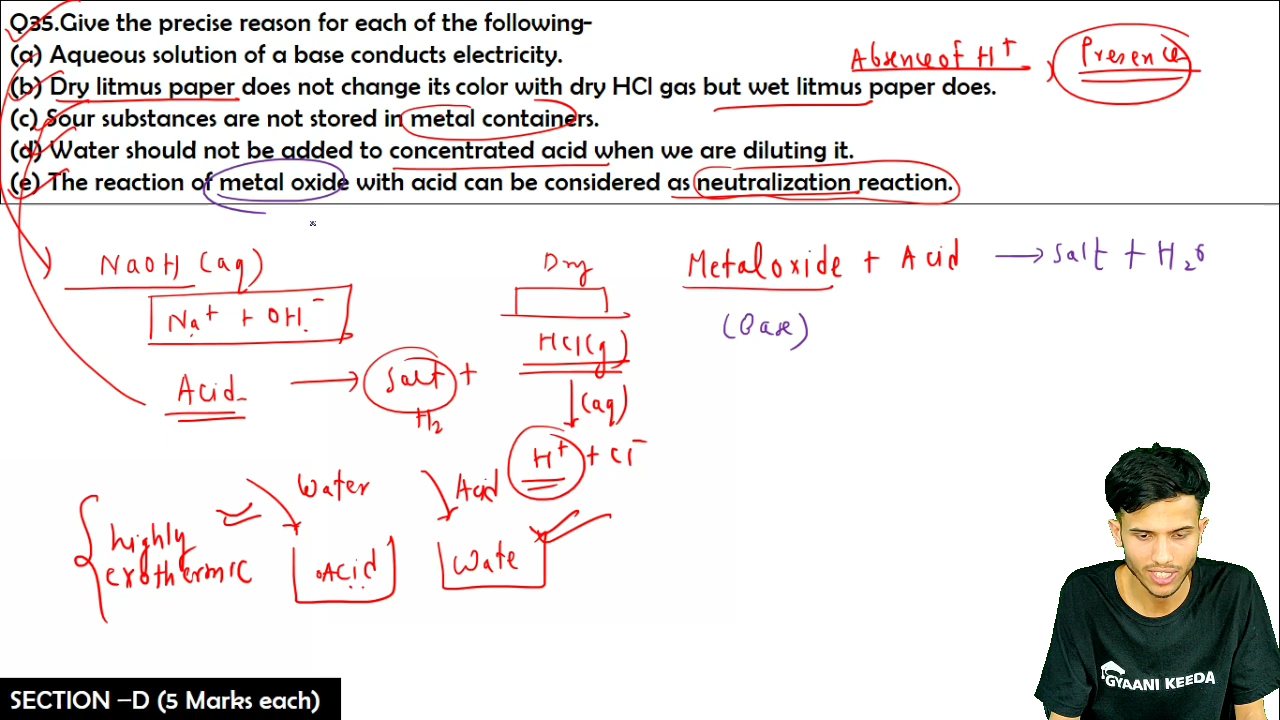 Q35.Give the precise reason for each of the following-
(a) Aqueous solution of a base conducts electricity.
Absence of H+ , Presence
(b) Dry litmus paper does not change its color with dry HCl gas but wet litmus paper does.
(c) Sour substances are not stored in metal containers.
(d) Water should not be added to concentrated acid when we are diluting it.
(e) The reaction of metal oxide with acid can be considered as neutralization reaction.
NaOH (aq)
Na+ + OH-
Acid → Salt +
H2
Dry
HCl(g)
(aq)
H+ + Cl-
Metal oxide + Acid → Salt + H2O
(Base)
highly
exothermic
Water
Acid
Acid
Wate
GYAANI KEEDA
SECTION –D (5 Marks each)